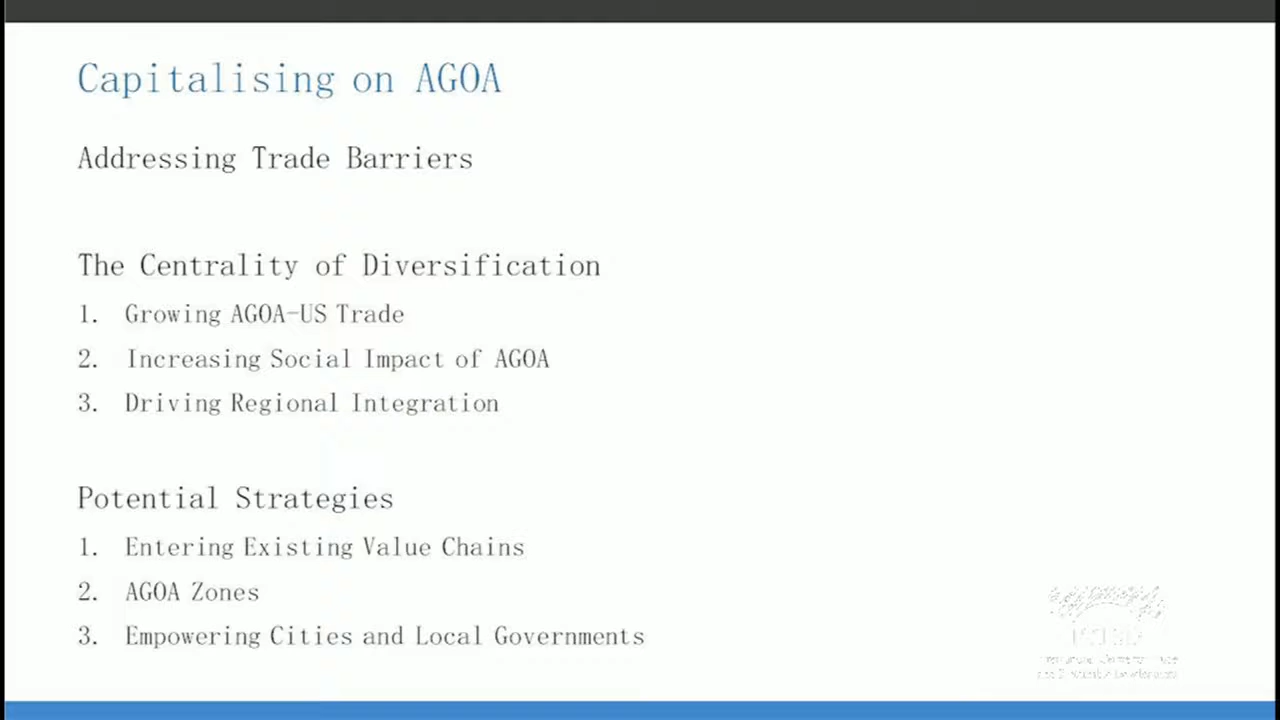 Capitalising on AGOA
Addressing Trade Barriers
The Centrality of Diversification
1. Growing AGOA-US Trade
2. Increasing Social Impact of AGOA
3. Driving Regional Integration
Potential Strategies
1. Entering Existing Value Chains
2. AGOA Zones
3. Empowering Cities and Local Governments